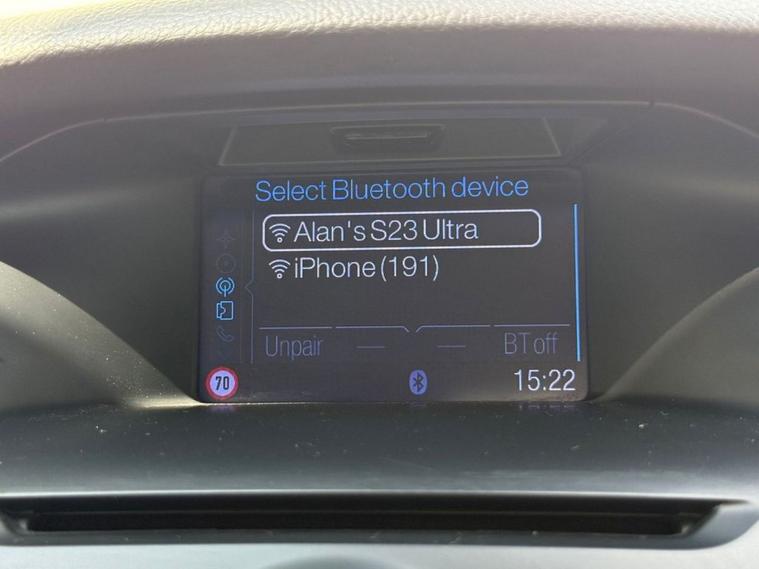 Select Bluetooth device
Alan's S23 Ultra
iPhone (191)
Unpair
BT off
70
15:22